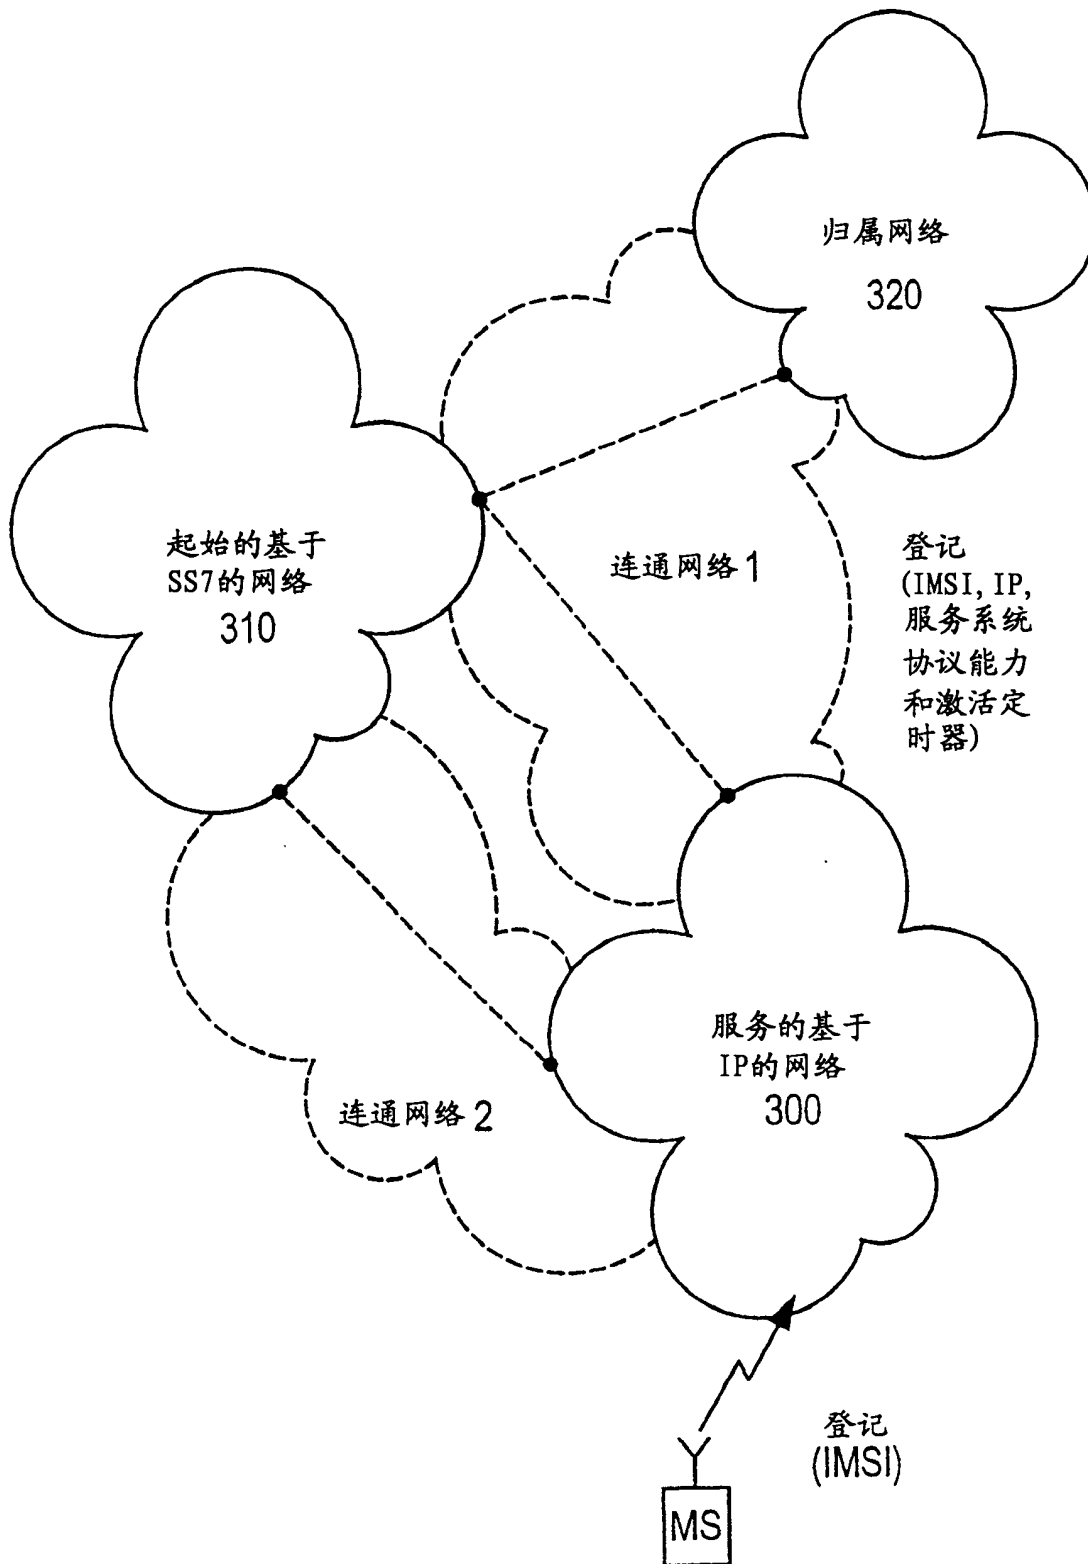 归属网络
320
起始的基于
SS7的网络
310
连通网络1
登记
(IMSI, IP,
服务系统
协议能力
和激活定
时器)
服务的基于
IP的网络
300
连通网络2
登记
(IMSI)
MS